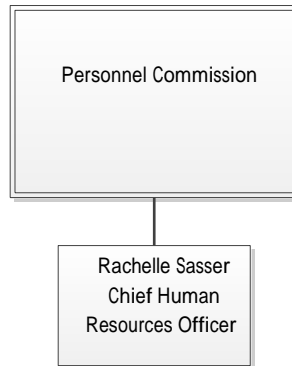 Personnel Commission
Rachelle Sasser
Chief Human
Resources Officer